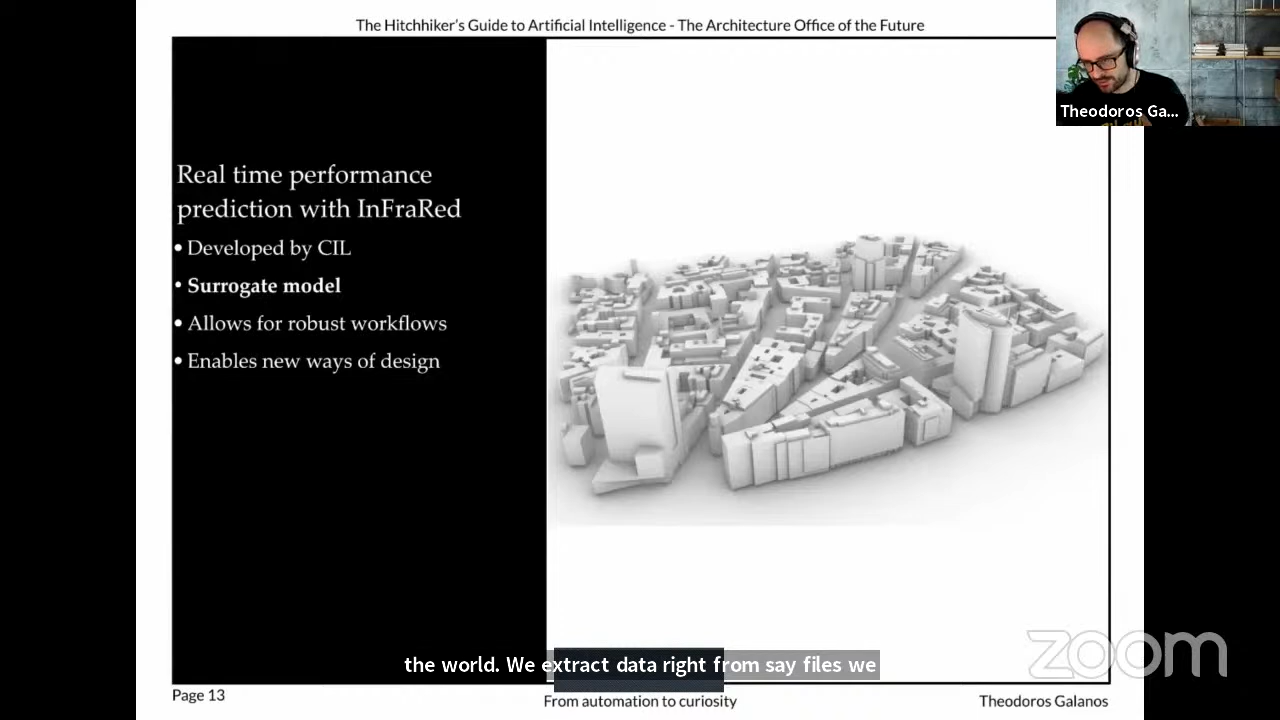 The Hitchhiker's Guide to Artificial Intelligence - The Architecture Office of the Future
Theodoros Ga...
Real time performance
prediction with InFraRed
• Developed by CIL
• Surrogate model
• Allows for robust workflows
• Enables new ways of design
the world. We extract data right from say files we
zoom
Page 13
From automation to curiosity
Theodoros Galanos